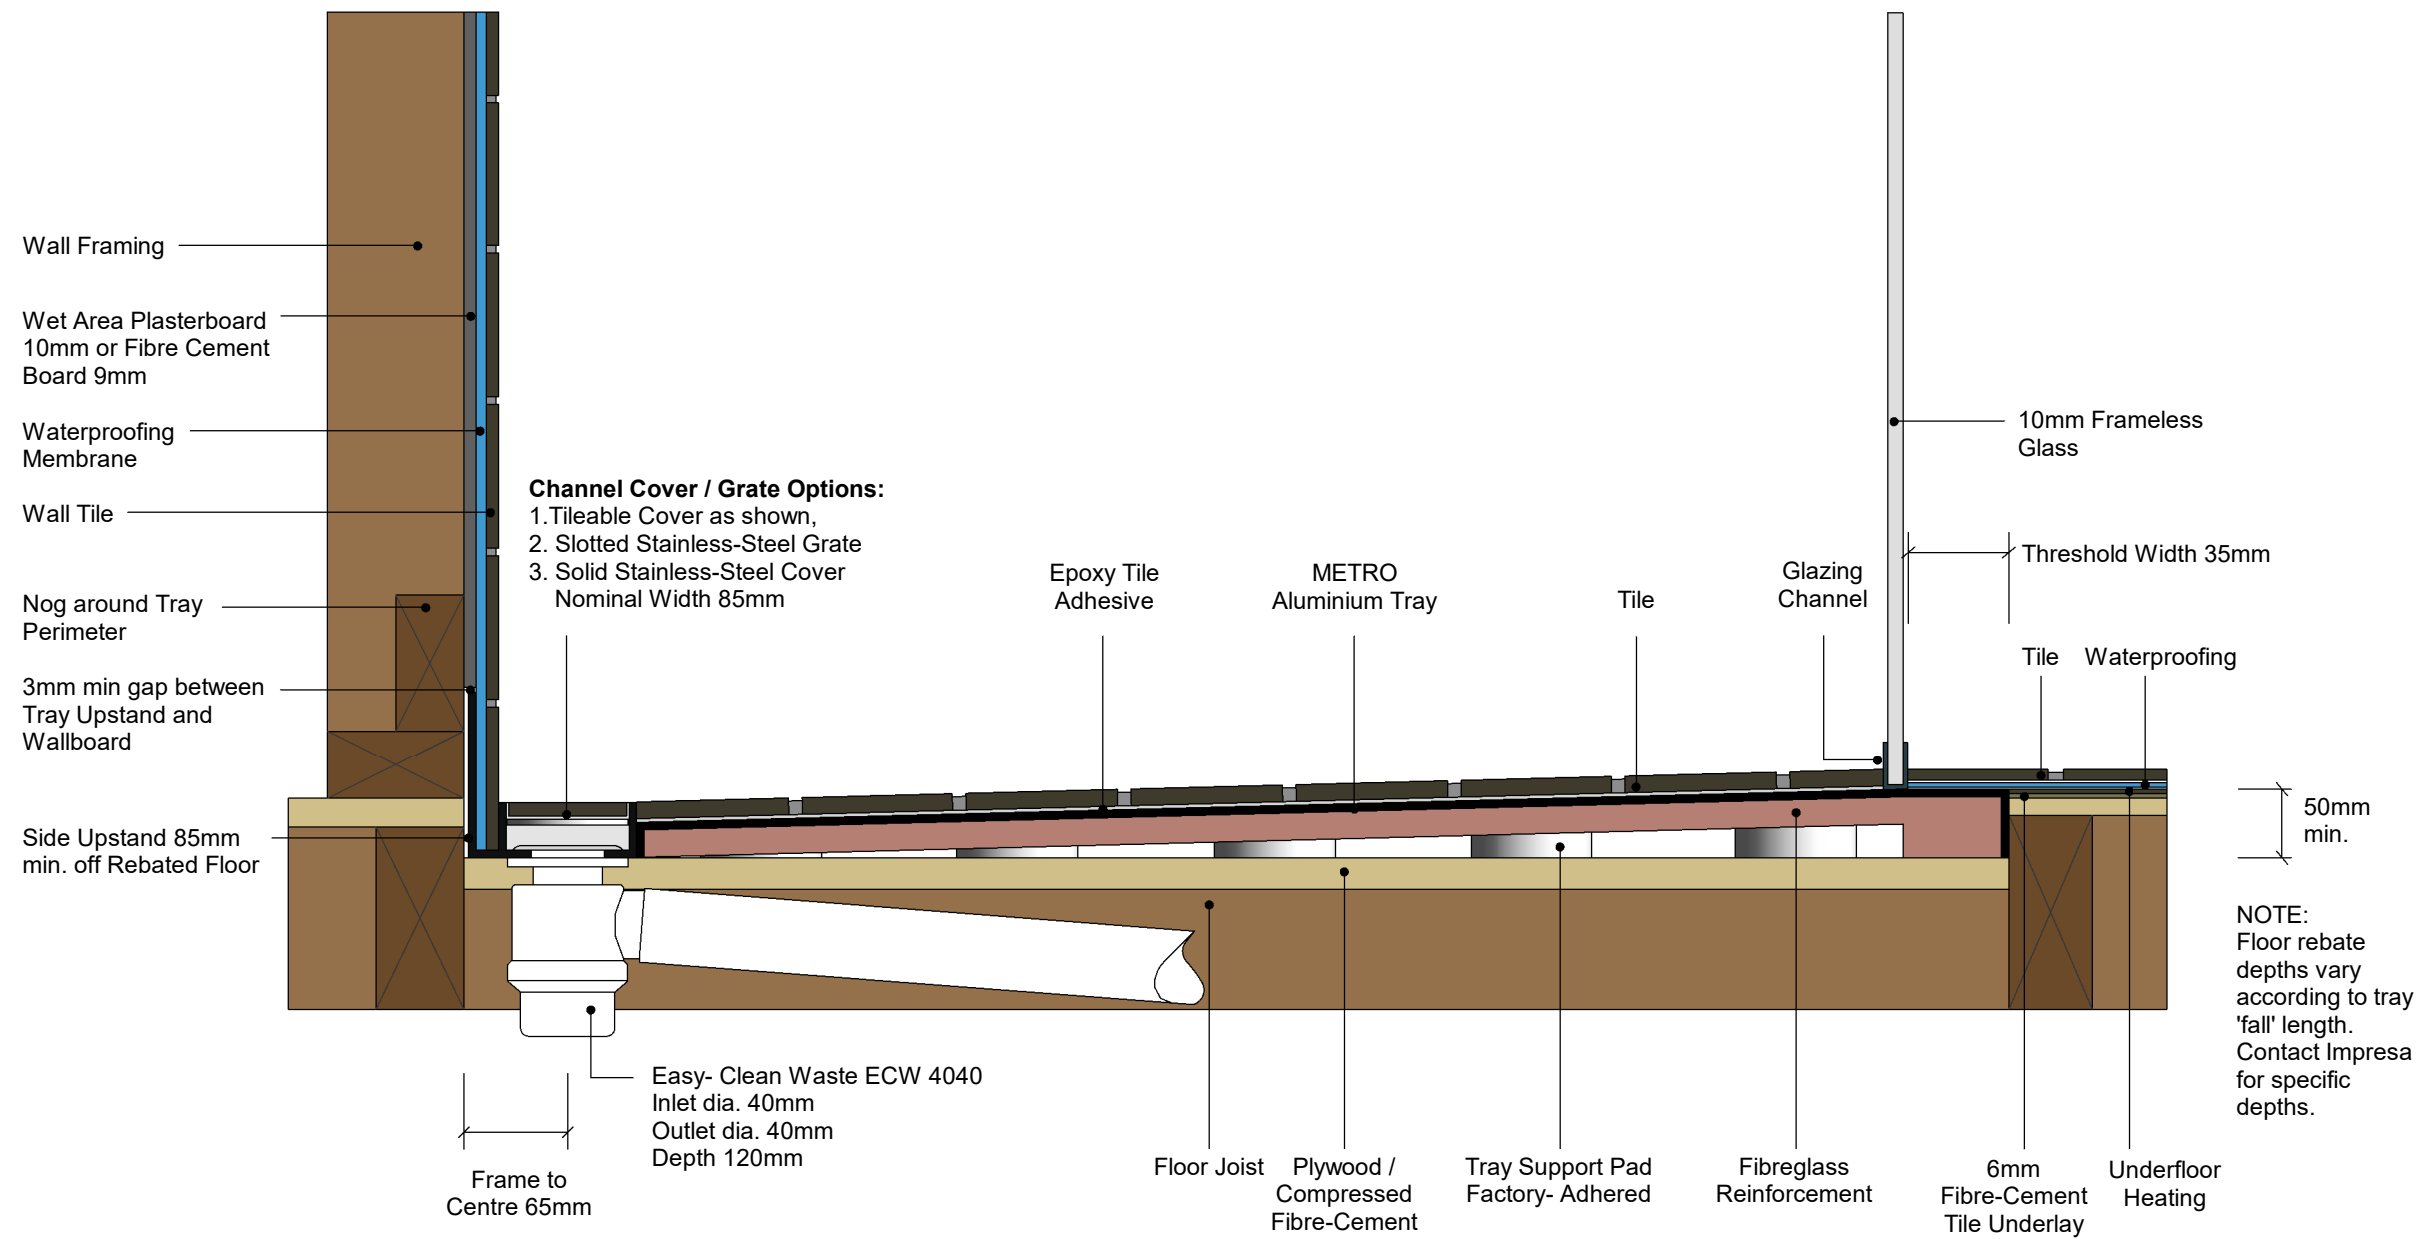 Wall Framing
Wet Area Plasterboard
10mm or Fibre Cement
Board 9mm
Waterproofing
Membrane
Wall Tile
Nog around Tray
Perimeter
3mm min gap between
Tray Upstand and
Wallboard
Side Upstand 85mm
min. off Rebated Floor
Channel Cover / Grate Options:
1.Tileable Cover as shown,
2. Slotted Stainless-Steel Grate
3. Solid Stainless-Steel Cover
Nominal Width 85mm
Epoxy Tile
Adhesive
METRO
Aluminium Tray
Tile
Glazing
Channel
10mm Frameless
Glass
Threshold Width 35mm
Tile
Waterproofing
50mm
min.
NOTE:
Floor rebate
depths vary
according to tray
'fall' length.
Contact Impresa
for specific
depths.
Frame to
Centre 65mm
Easy- Clean Waste ECW 4040
Inlet dia. 40mm
Outlet dia. 40mm
Depth 120mm
Floor Joist
Plywood /
Compressed
Fibre-Cement
Tray Support Pad
Factory- Adhered
Fibreglass
Reinforcement
6mm
Fibre-Cement
Tile Underlay
Underfloor
Heating